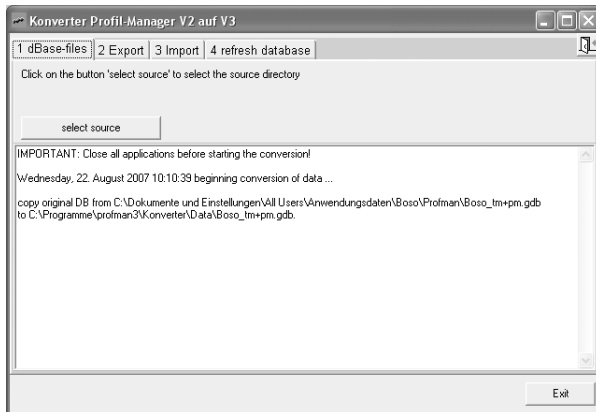 Konverter Profil-Manager V2 auf V3
1 dBase-files 2 Export 3 Import 4 refresh database
Click on the button 'select source' to select the source directory
select source
IMPORTANT: Close all applications before starting the conversion!
Wednesday, 22. August 2007 10:10:39 beginning conversion of data ...
copy original DB from C:\Dokumente und Einstellungen\All Users\Anwendungsdaten\Boso\Profman\Boso_tm+pm.gdb
to C:\Programme\profman3\Konverter\Data\Boso_tm+pm.gdb.
Exit